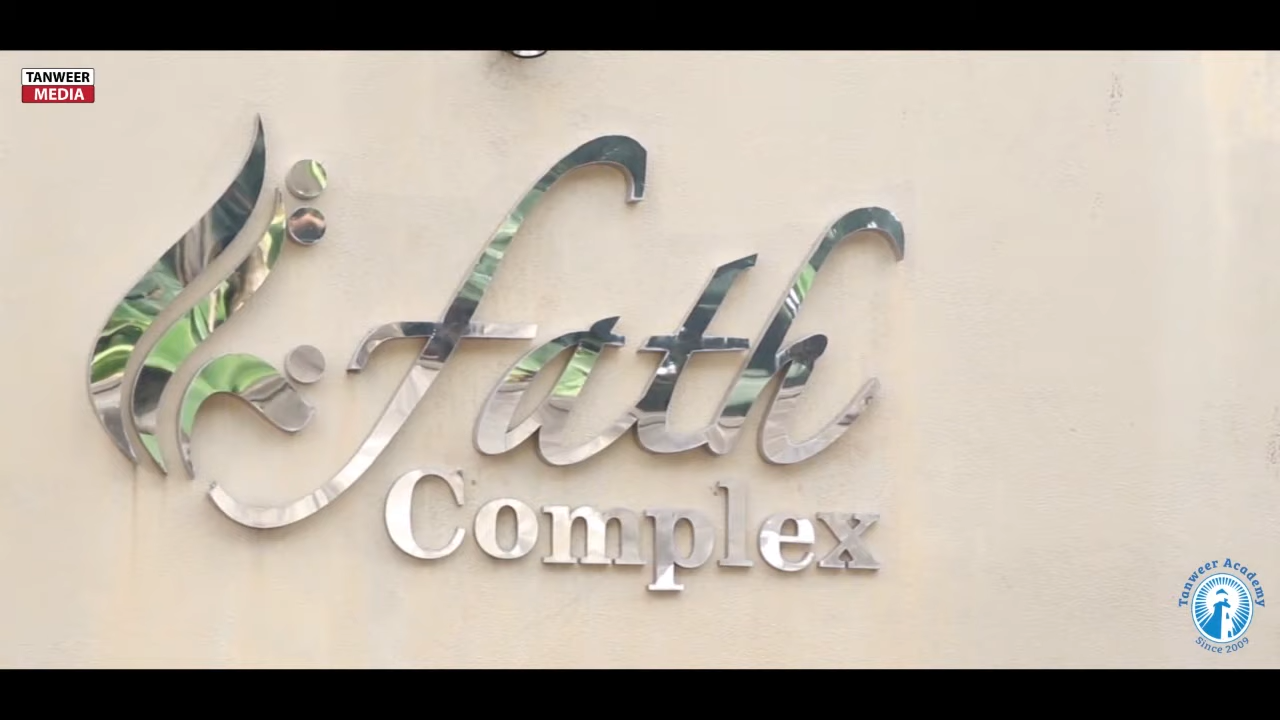 TANWEER
MEDIA
fath
Complex
Tanweer Academy
Since 2009